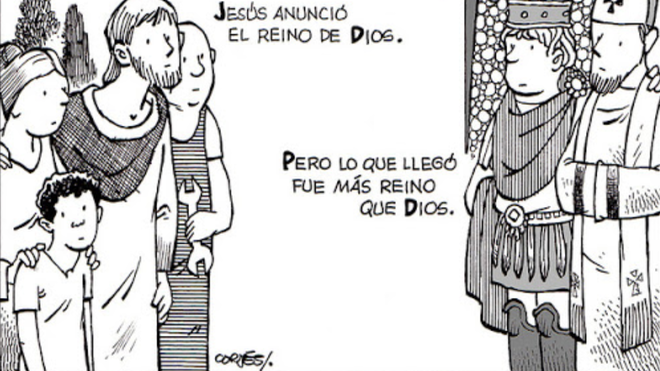 JESÚS ANUNCIÓ
EL REINO DE DIOS.
PERO LO QUE LLEGÓ
FUE MÁS REINO
QUE DIOS.
CORTÉS/.